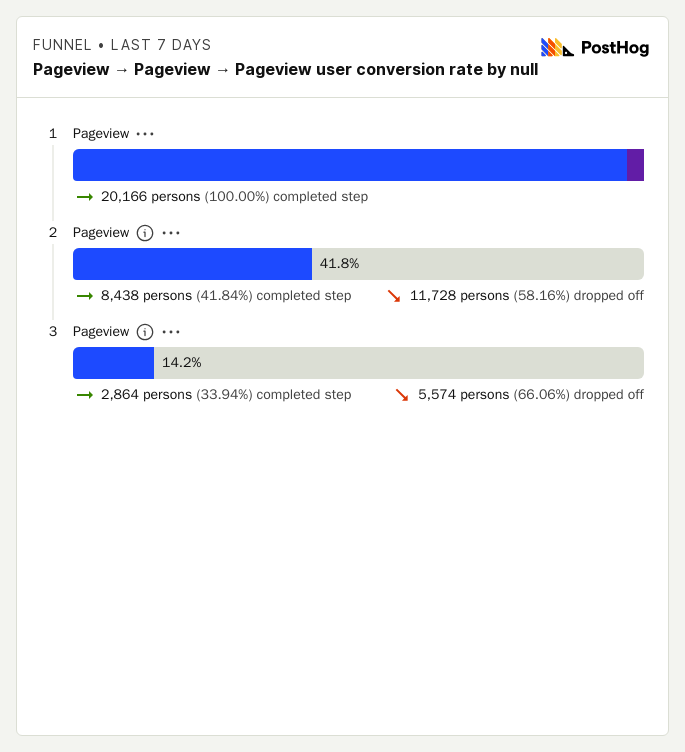 FUNNEL • LAST 7 DAYS
PostHog
Pageview → Pageview → Pageview user conversion rate by null
1 Pageview
20,166 persons (100.00%) completed step
2 Pageview
41.8%
8,438 persons (41.84%) completed step 11,728 persons (58.16%) dropped off
3 Pageview
14.2%
2,864 persons (33.94%) completed step 5,574 persons (66.06%) dropped off